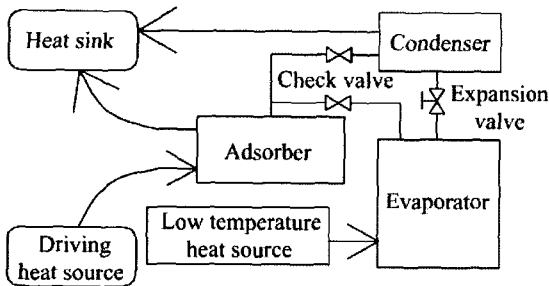 Heat sink
Condenser
Check valve
Expansion
valve
Adsorber
Evaporator
Low temperature
heat source
Driving
heat source